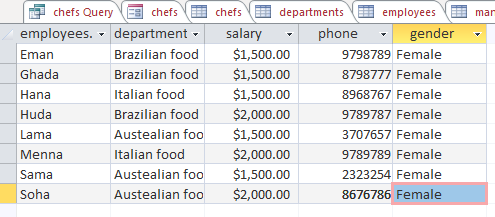 chefs Query chefs chefs departments employees mar
employees. department salary phone gender
Eman Brazilian food $1,500.00 9798789 Female
Ghada Brazilian food $1,500.00 8798777 Female
Hana Italian food $1,500.00 8968767 Female
Huda Brazilian food $2,000.00 9789787 Female
Lama Austealian foo $1,500.00 3707657 Female
Menna Italian food $2,000.00 9789789 Female
Sama Austealian foo $1,500.00 2323254 Female
Soha Austealian foo $2,000.00 8676786 Female